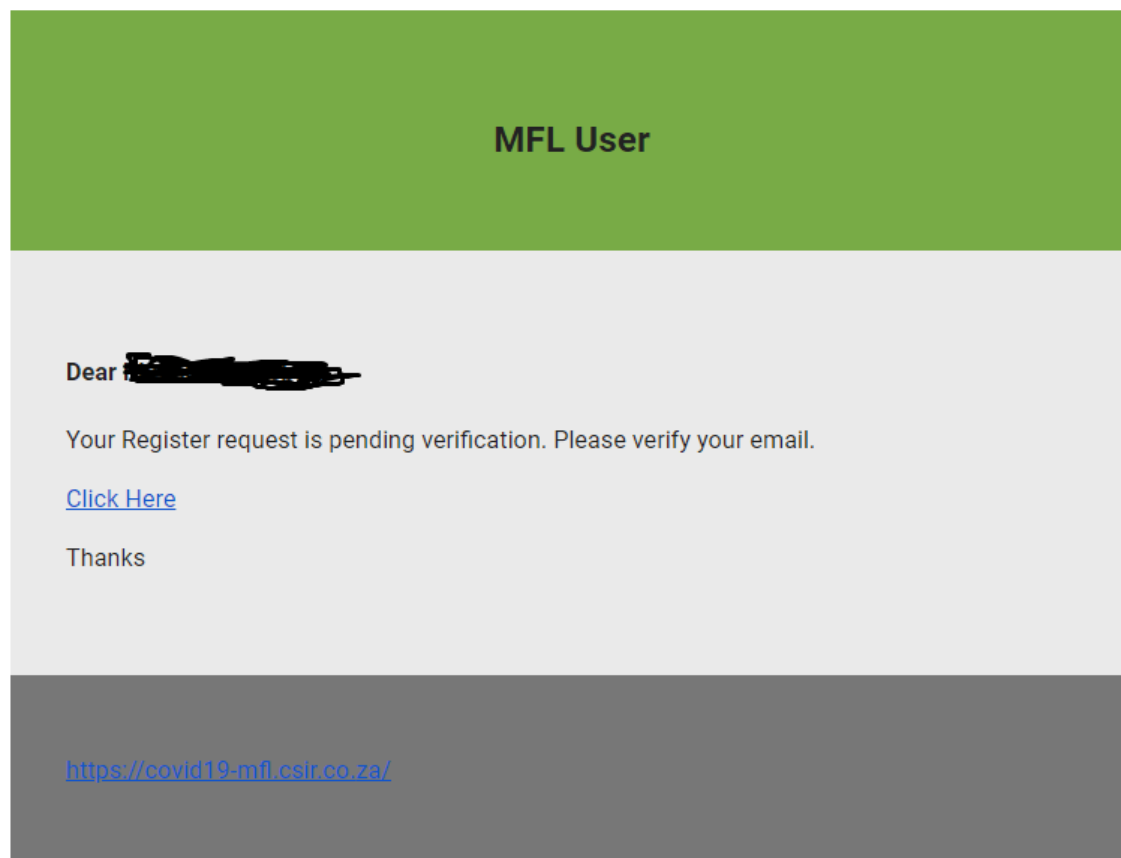 MFL User
Dear
Your Register request is pending verification. Please verify your email.
Click Here
Thanks
https://covid19-mfl.csir.co.za/